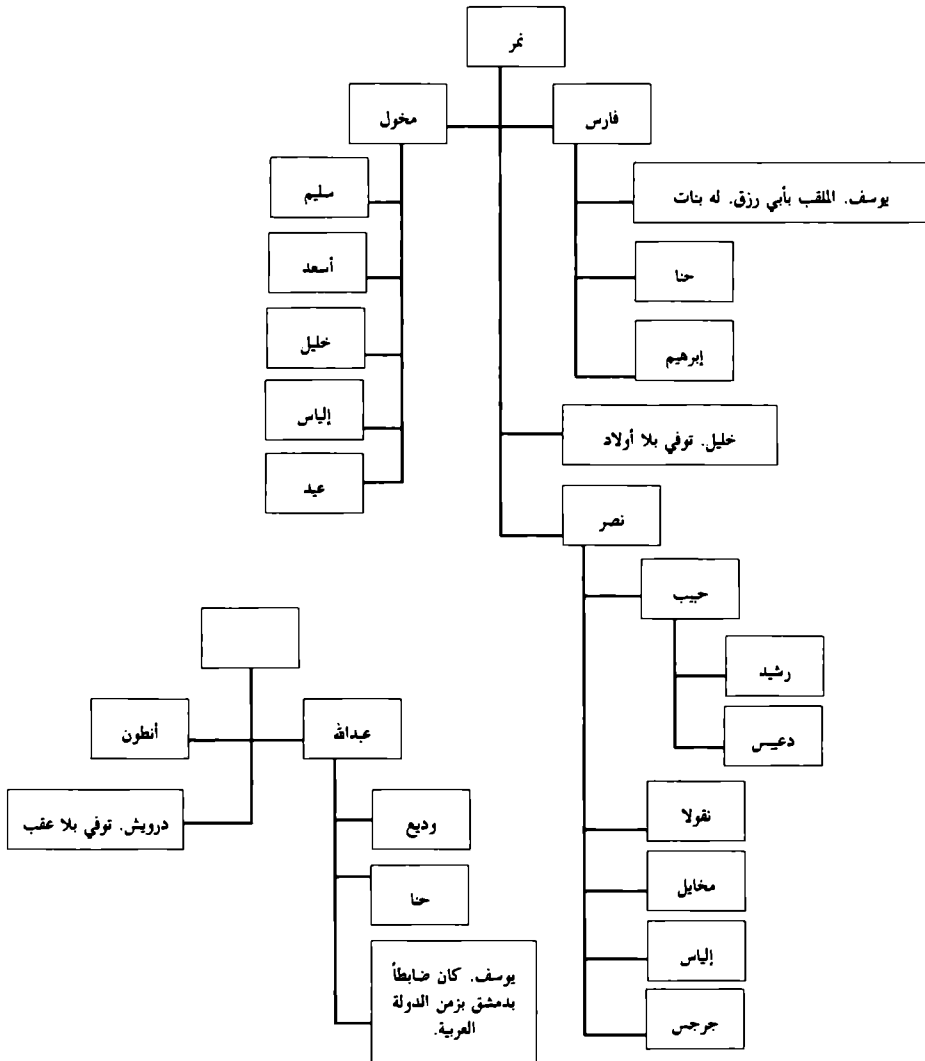 نمر
فارس
مخول
يوسف. الملقب بأبي رزق. له بنات
حنا
إبرهيم
سليم
أسعد
خليل
إلياس
عيد
خليل. توفي بلا أولاد
نصر
حبيب
رشيد
دعيس
نقولا
مخايل
إلياس
جرجس
عبدالله
أنطون
درويش. توفي بلا عقب
وديع
حنا
يوسف. كان ضابطاً
بدمشق بزمن الدولة
العربية.